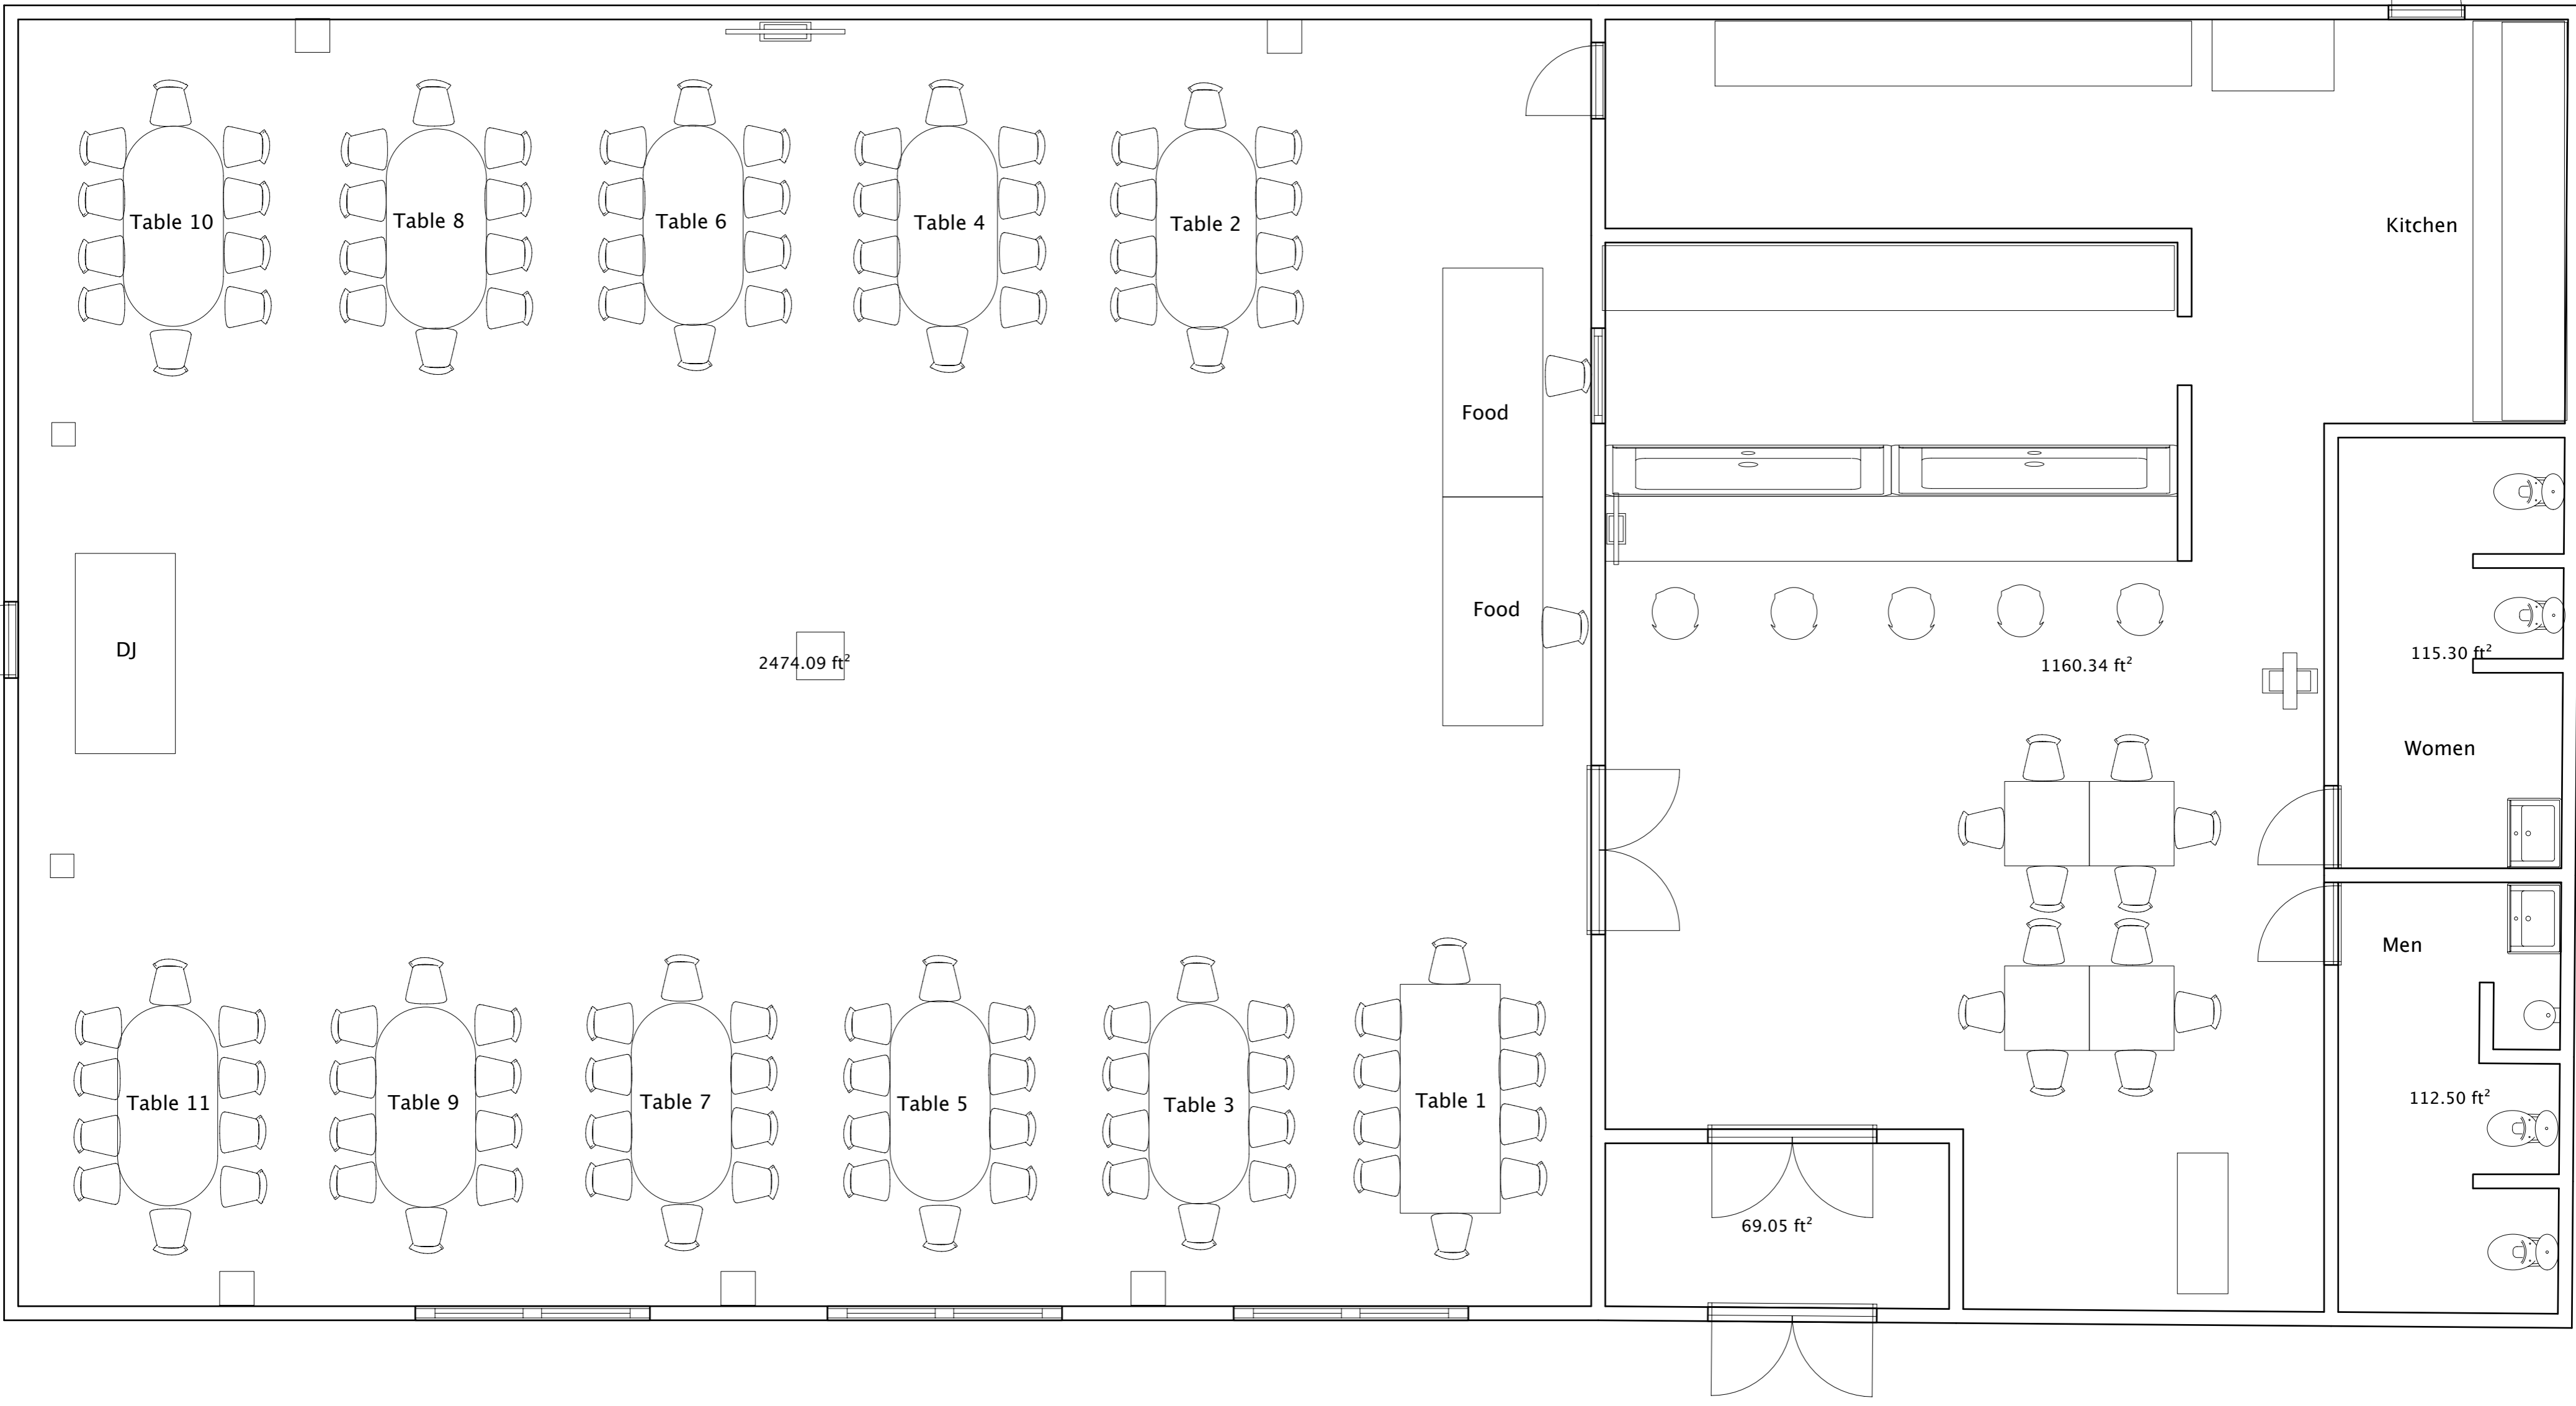 Table 10
Table 8
Table 6
Table 4
Table 2
Kitchen
Food
Food
DJ
2474.09 ft²
1160.34 ft²
115.30 ft²
Women
Men
Table 11
Table 9
Table 7
Table 5
Table 3
Table 1
112.50 ft²
69.05 ft²